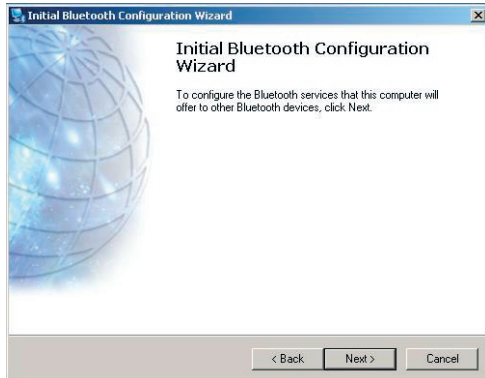 Initial Bluetooth Configuration Wizard
Initial Bluetooth Configuration
Wizard
To configure the Bluetooth services that this computer will
offer to other Bluetooth devices, click Next.
< Back Next > Cancel